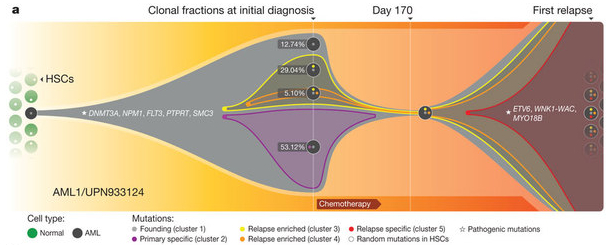 a
Clonal fractions at initial diagnosis
Day 170
First relapse
12.74%
HSCs
29.04%
5.10%
DNMT3A, NPM1, FLT3, PTPRT, SMC3
ETV6, WNK1-WAC,
MYO18B
53.12%
AML1/UPN933124
Chemotherapy
Cell type:
Normal
AML
Mutations:
Founding (cluster 1)
Primary specific (cluster 2)
Relapse enriched (cluster 3)
Relapse enriched (cluster 4)
Relapse specific (cluster 5)
Random mutations in HSCs
Pathogenic mutations